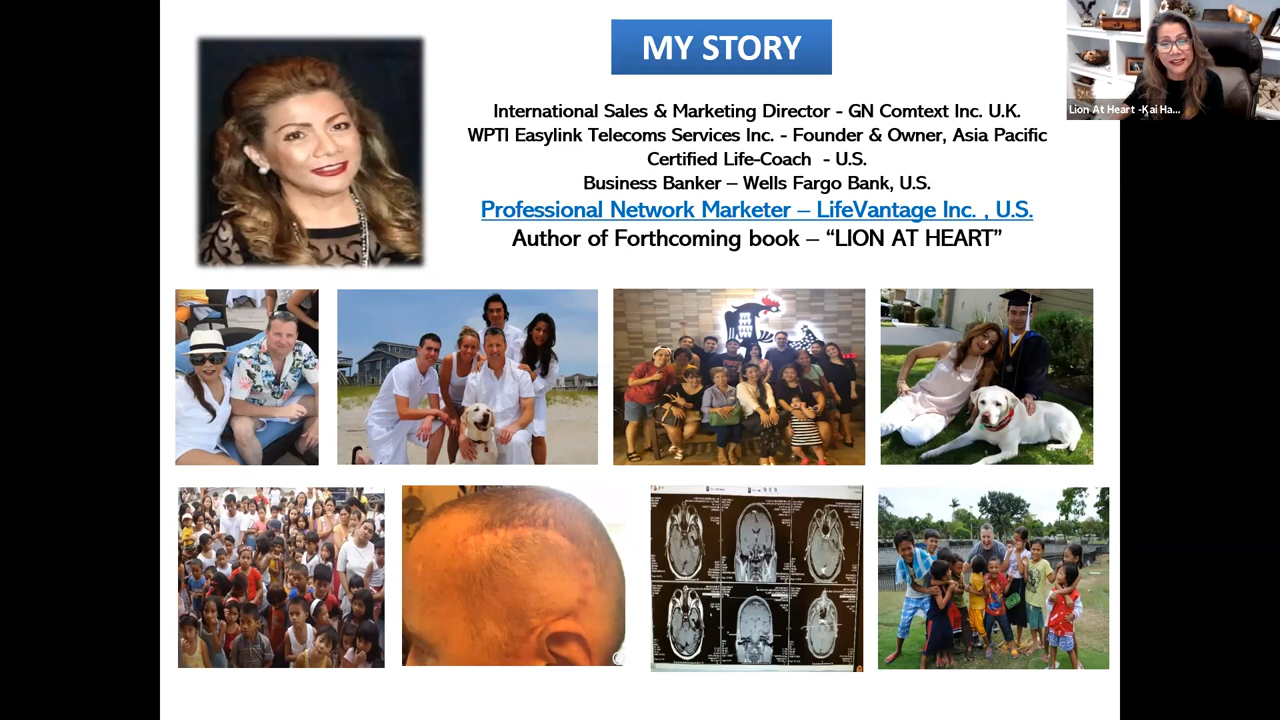 MY STORY
International Sales & Marketing Director - GN Comtext Inc. U.K.
WPTI Easylink Telecoms Services Inc. - Founder & Owner, Asia Pacific
Certified Life-Coach - U.S.
Business Banker – Wells Fargo Bank, U.S.
Professional Network Marketer – LifeVantage Inc. , U.S.
Author of Forthcoming book – “LION AT HEART”
Lion At Heart -Kai Ha...